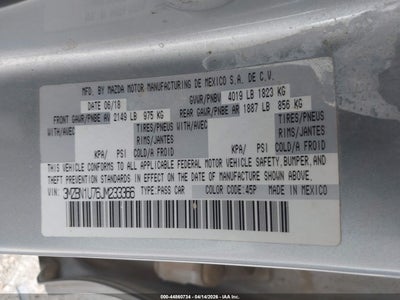 MFD. BY MAZDA MOTOR MANUFACTURING DE MEXICO S.A. DE C.V.
DATE 06/18 GVWR/PNBV 4019 LB 1823 KG
FRONT GAWR/PNBE AV 2149 LB 975 KG REAR GAWR/PNBE AR 1887 LB 856 KG
WITH/AVEC TIRES/PNEUS WITH/AVEC TIRES/PNEUS
RIMS/JANTES RIMS/JANTES
KPA/ PSI COLD/A FROID KPA/ PSI COLD/A FROID
THIS VEHICLE CONFORMS TO ALL APPLICABLE FEDERAL MOTOR VEHICLE SAFETY, BUMPER, AND
THEFT PREVENTION STANDARDS IN EFFECT ON THE DATE OF MANUFACTURE SHOWN ABOVE.
VIN: 3MZBN1U76JM233366 TYPE PASS CAR COLOR CODE: 45P MADE IN MEXICO
000-44860734 - 04/14/2026 - IAAI